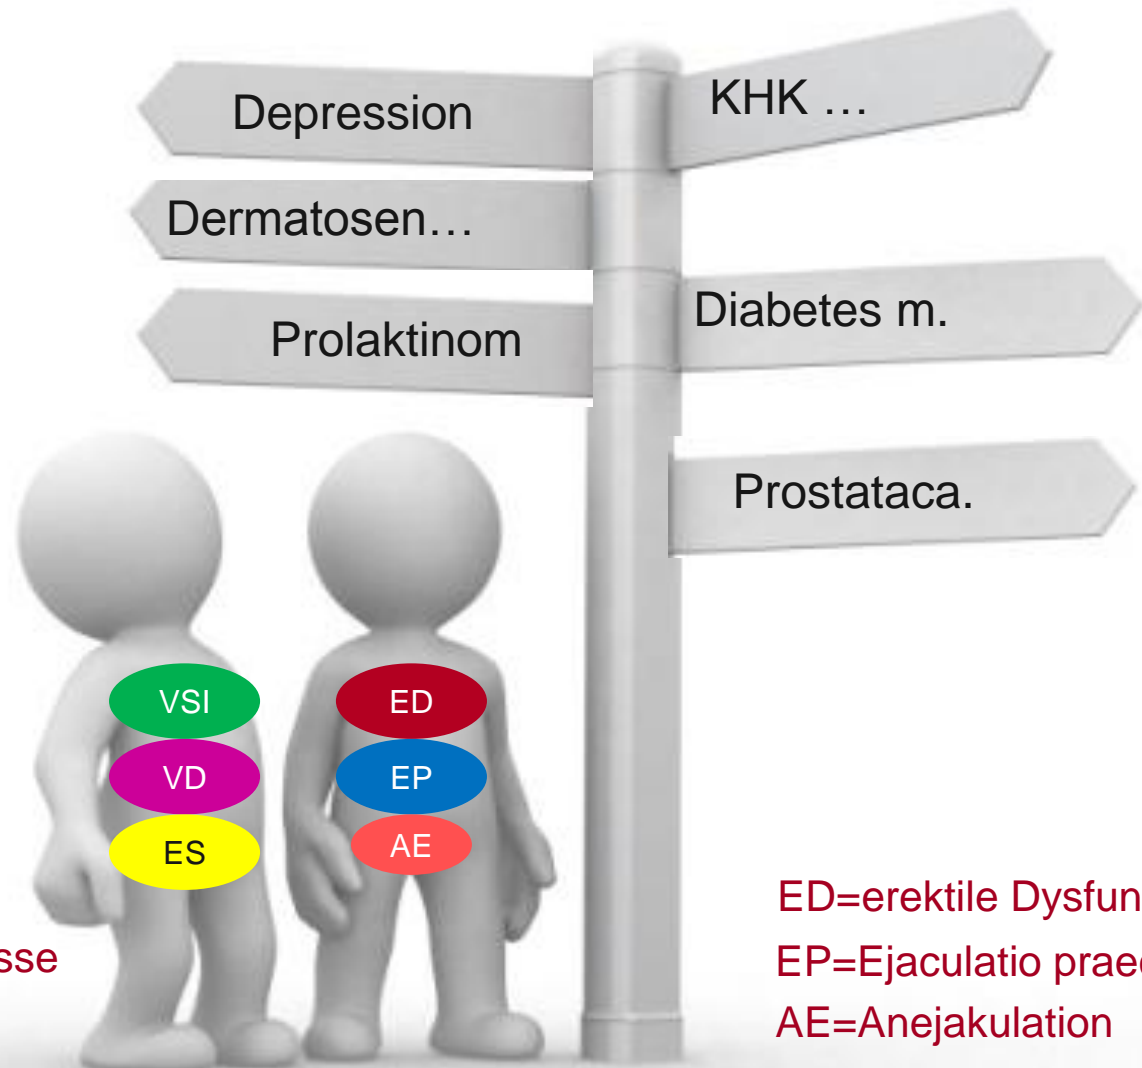 Depression
KHK …
Dermatosen…
Diabetes m.
Prolaktinom
Prostataca.
VSI
ED
VD
EP
ES
AE
ED=erektile Dysfun
sse
EP=Ejaculatio praec
AE=Anejakulation